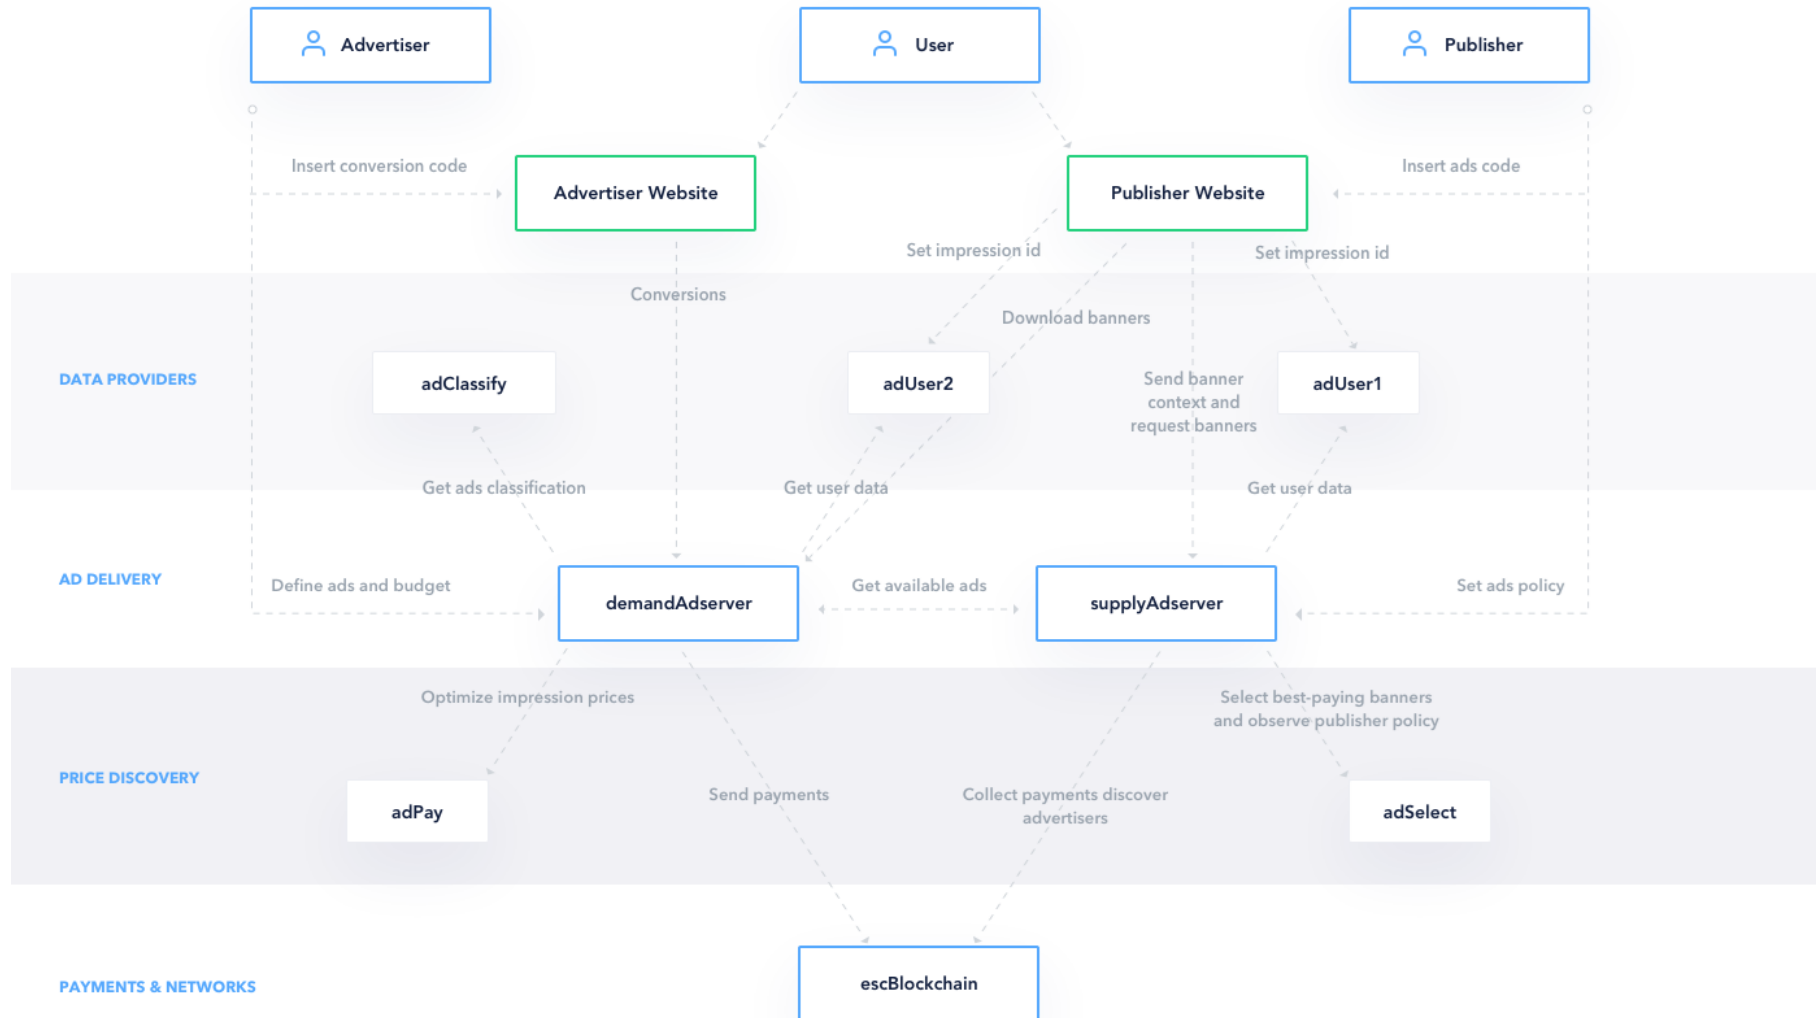 Advertiser
User
Publisher
Insert conversion code
Insert ads code
Advertiser Website
Publisher Website
Set impression id
Set impression id
Conversions
Download banners
DATA PROVIDERS
adClassify
adUser2
Send banner
context and
request banners
adUser1
Get ads classification
Get user data
Get user data
AD DELIVERY
Define ads and budget
demandAdserver
Get available ads
supplyAdserver
Set ads policy
Optimize impression prices
Select best-paying banners
and observe publisher policy
PRICE DISCOVERY
adPay
Send payments
Collect payments discover
advertisers
adSelect
PAYMENTS & NETWORKS
escBlockchain